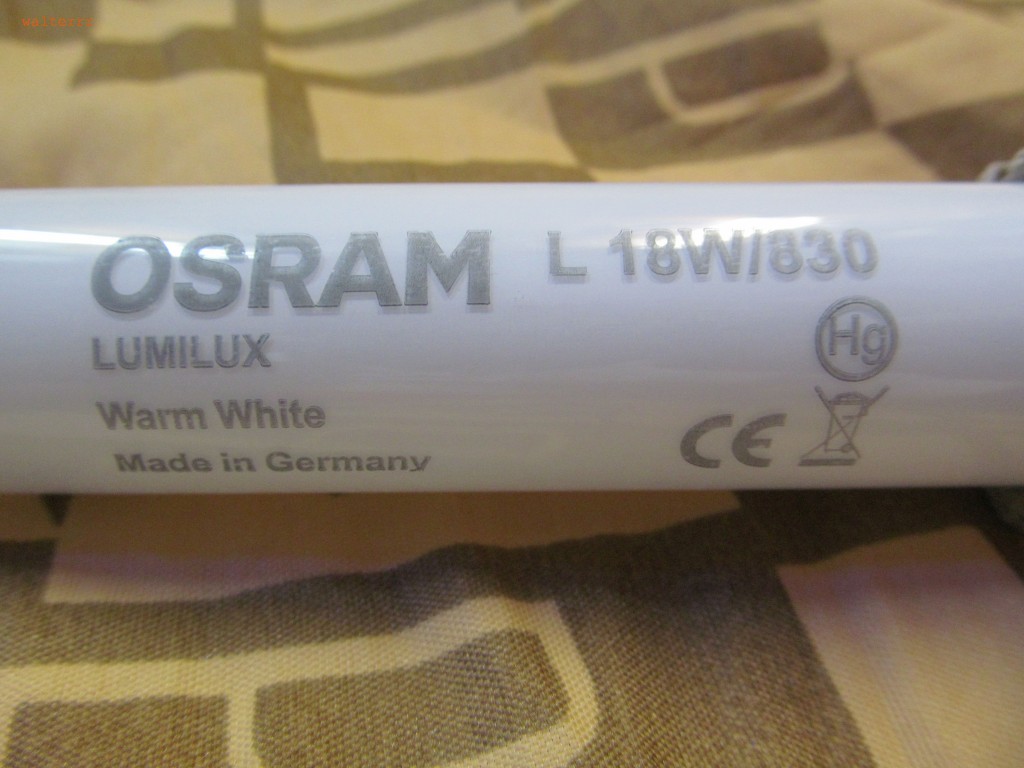 OSRAM L 18W/830
LUMILUX
Hg
Warm White
CE
Made in Germany